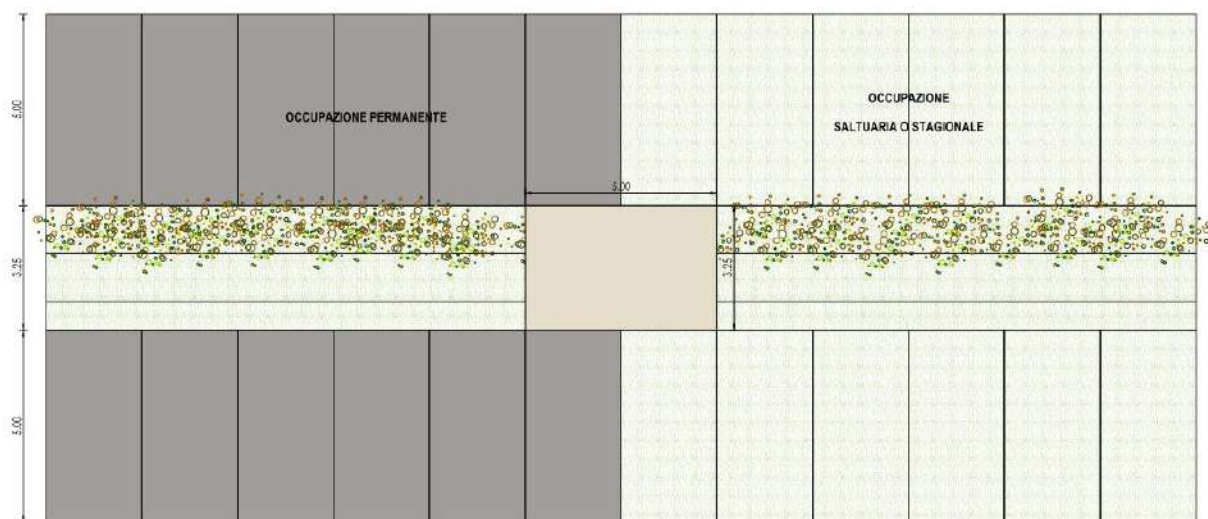 5.00
OCCUPAZIONE PERMANENTE
OCCUPAZIONE
SALTUARIA O STAGIONALE
5.00
3.25
3.25
5.00